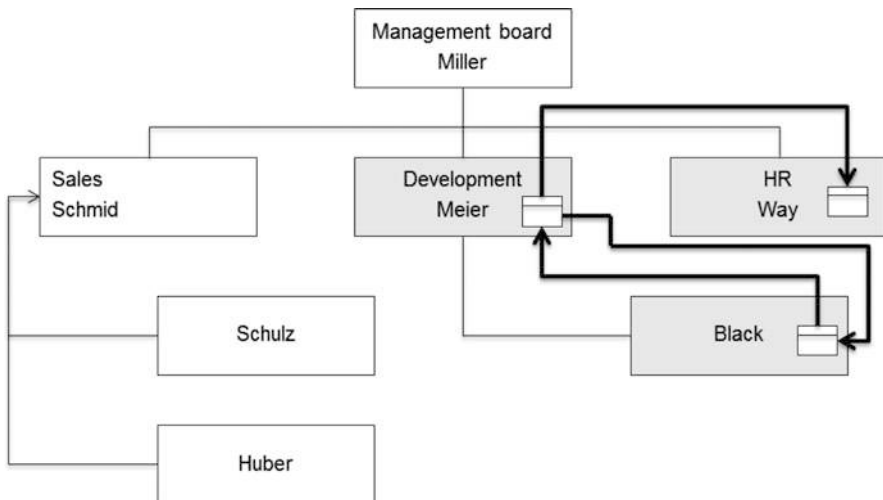 Management board
Miller
Sales
Schmid
Development
Meier
HR
Way
Schulz
Black
Huber